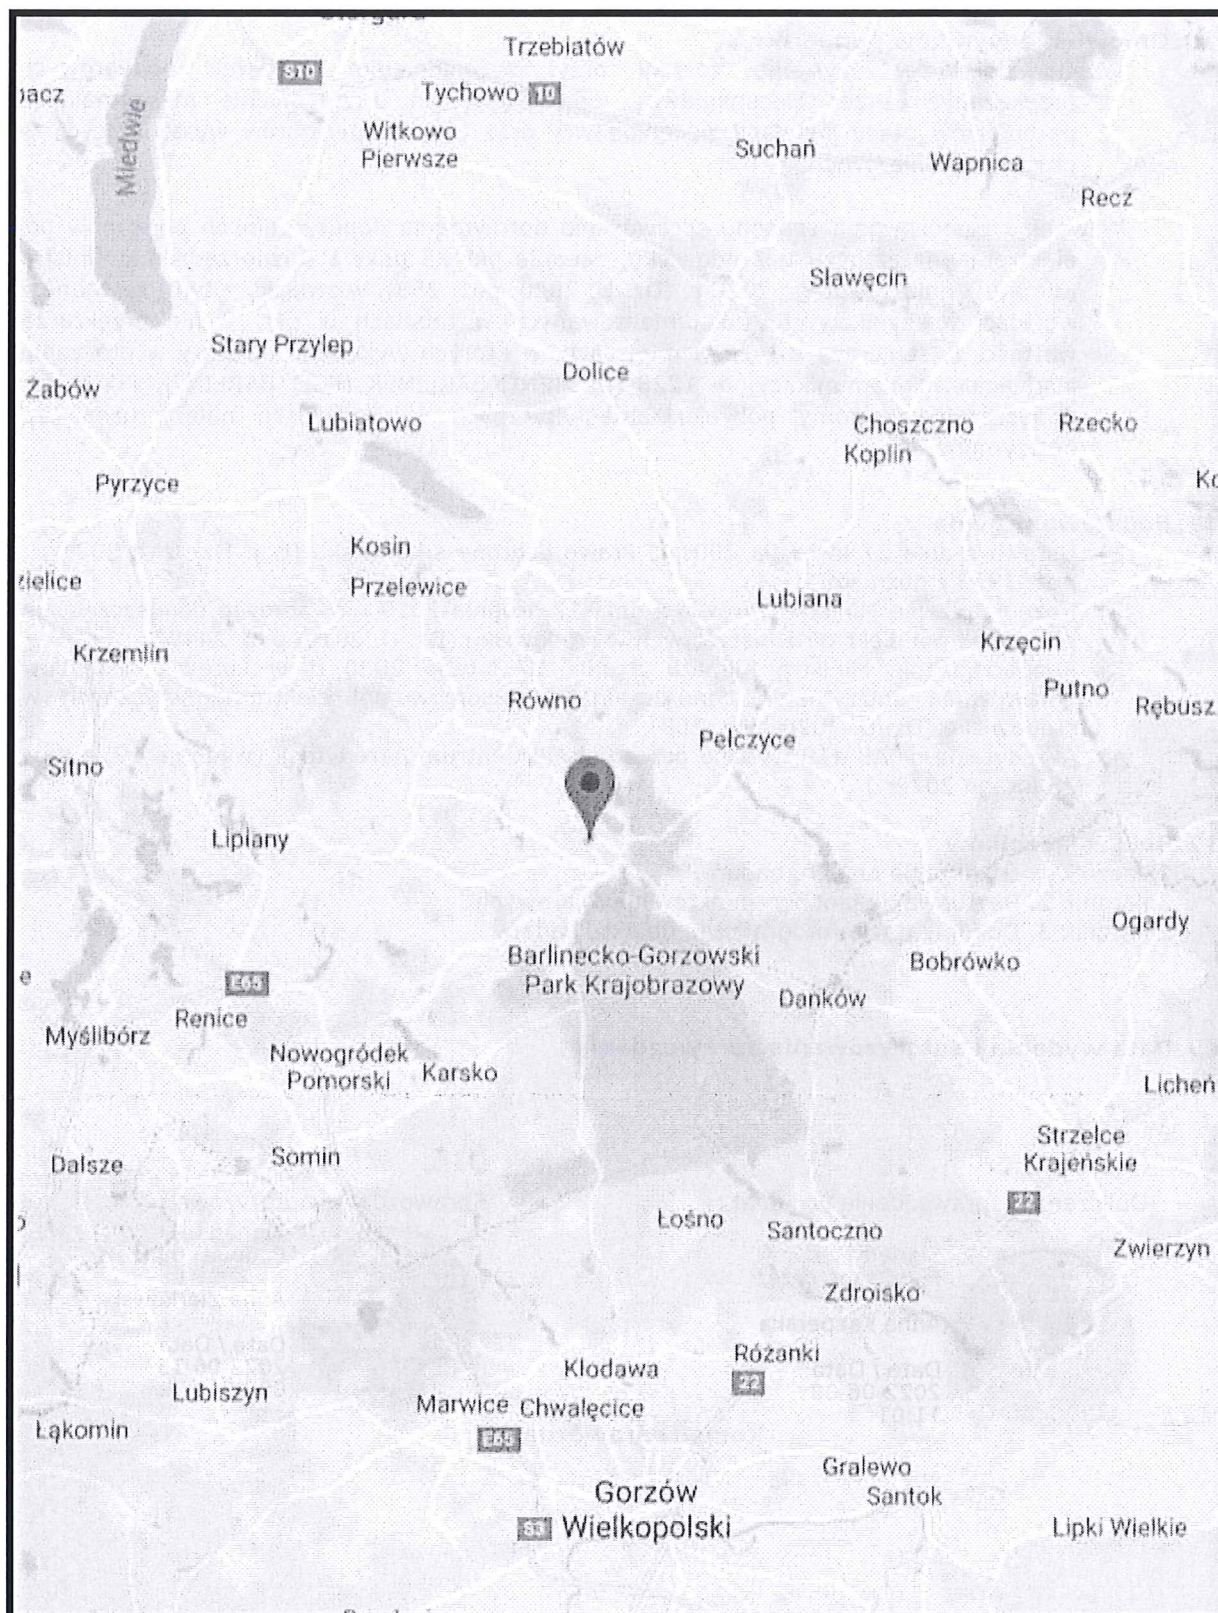 Trzebiatów
S10
Tychowo 10
Miedwie
Witkowo
Pierwsze
Suchań
Wapnica
Recz
Sławęcin
Stary Przylep
Dolice
Żabów
Lubiatowo
Choszczno
Rzecko
Koplin
Pyrzyce
Kosin
Przelewice
Lubiana
Krzęcin
Krzemlin
Równo
Putno
Rębusz
Pełczyce
Sitno
Lipiany
Ogardy
Barlinecko-Gorzowski
Park Krajobrazowy
Bobrówko
E65
Danków
Renice
Myślibórz
Nowogródek
Pomorski
Karsko
Licheń
Strzelce
Krajeńskie
Dalsze
Somin
22
Łośno
Santoczno
Zwierzyn
Zdroisko
Różanki
22
Kłodawa
Lubiszyn
Marwice
Chwalęcice
Łąkomin
E65
Gralewo
Santok
Gorzów
Wielkopolski
S3
Lipki Wielkie